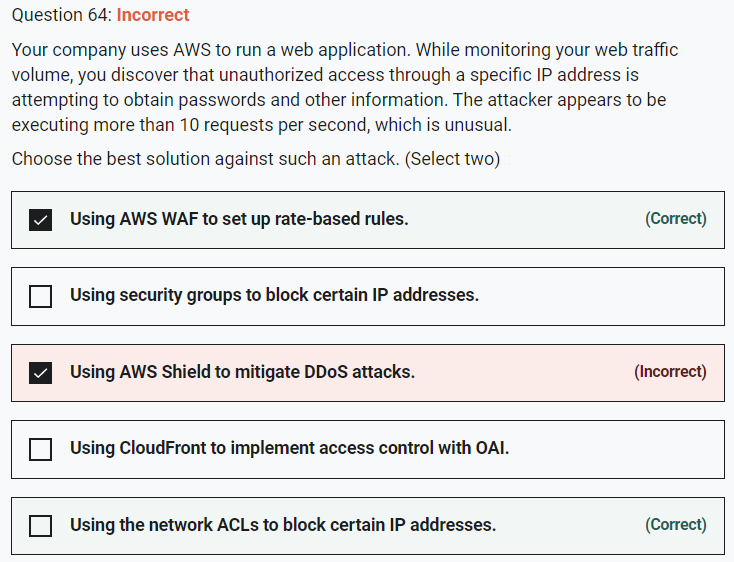 Question 64: Incorrect
Your company uses AWS to run a web application. While monitoring your web traffic
volume, you discover that unauthorized access through a specific IP address is
attempting to obtain passwords and other information. The attacker appears to be
executing more than 10 requests per second, which is unusual.
Choose the best solution against such an attack. (Select two)
Using AWS WAF to set up rate-based rules. (Correct)
Using security groups to block certain IP addresses.
Using AWS Shield to mitigate DDoS attacks. (Incorrect)
Using CloudFront to implement access control with OAI.
Using the network ACLs to block certain IP addresses. (Correct)